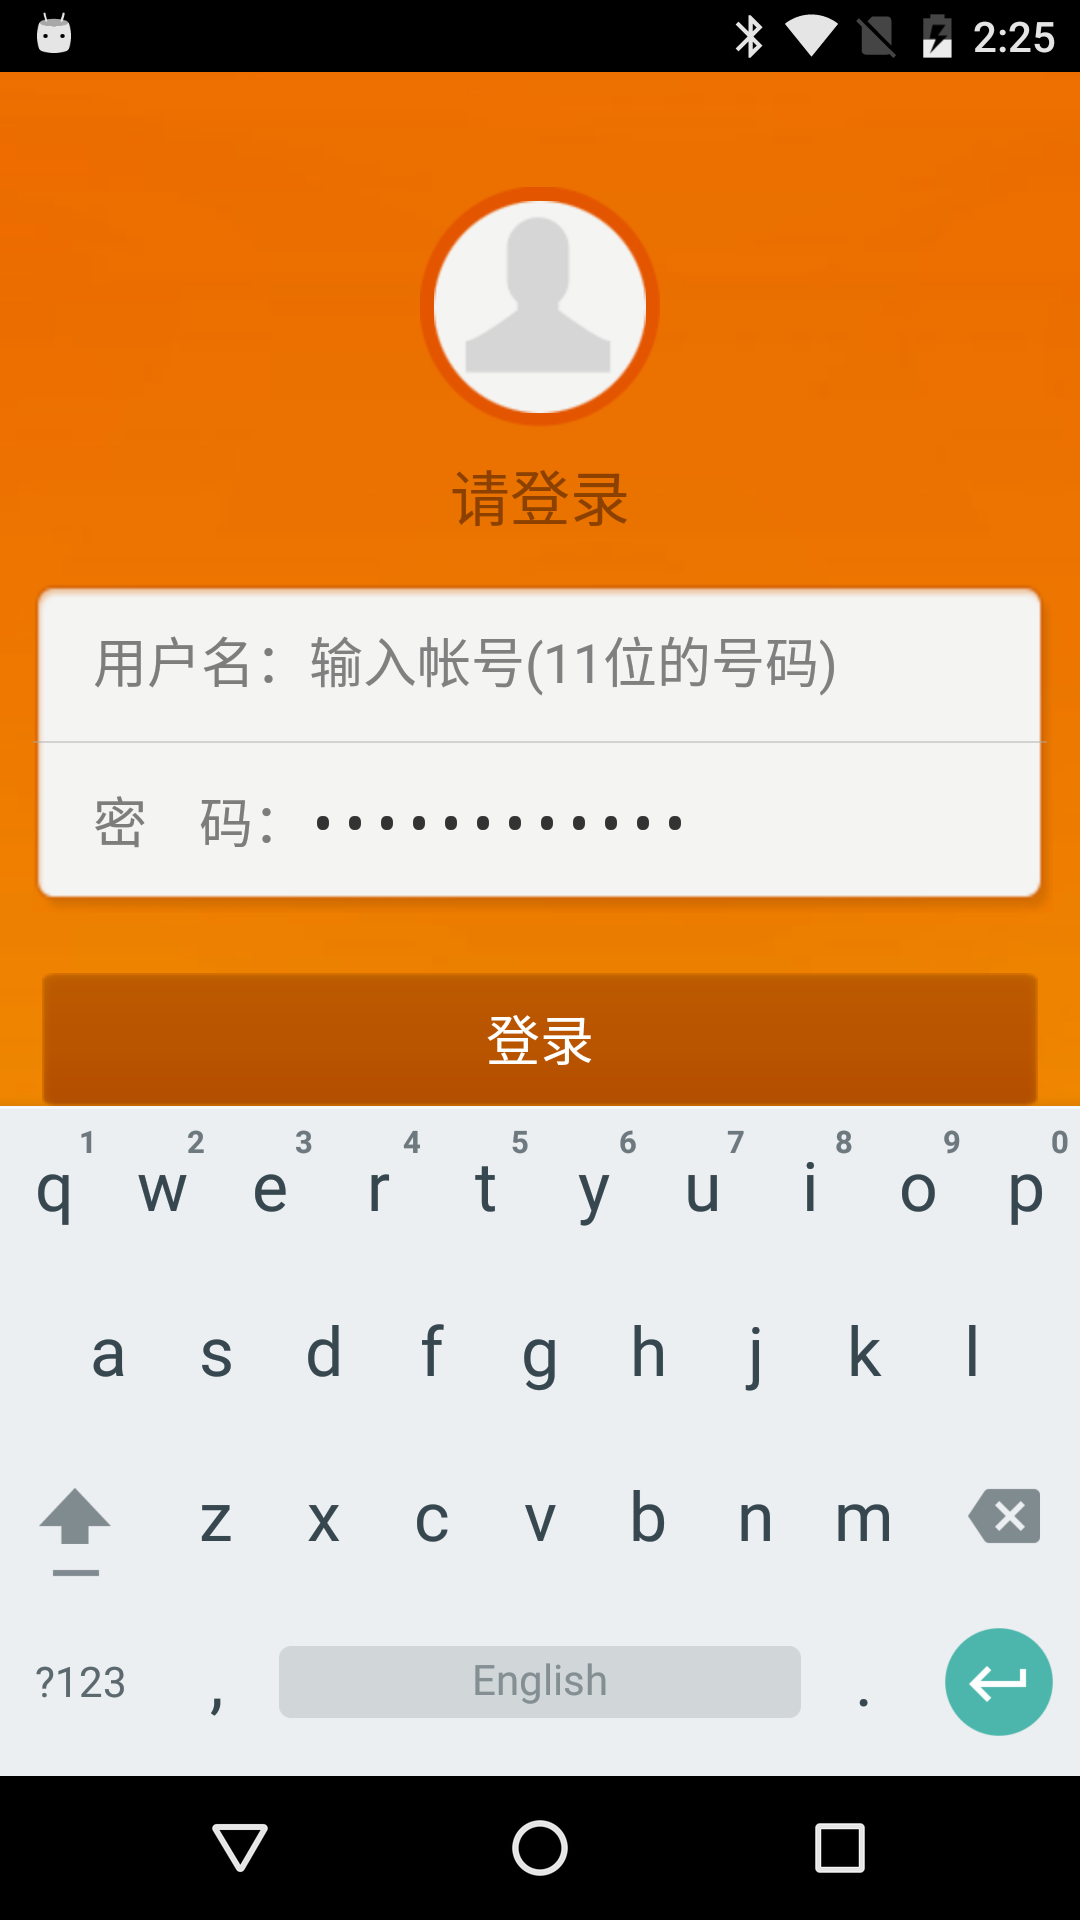 2:25
请登录
用户名：输入帐号(11位的号码)
密 码：••••••••••••
登录
1 2 3 4 5 6 7 8 9 0
q w e r t y u i o p
a s d f g h j k l
z x c v b n m
?123 , English .